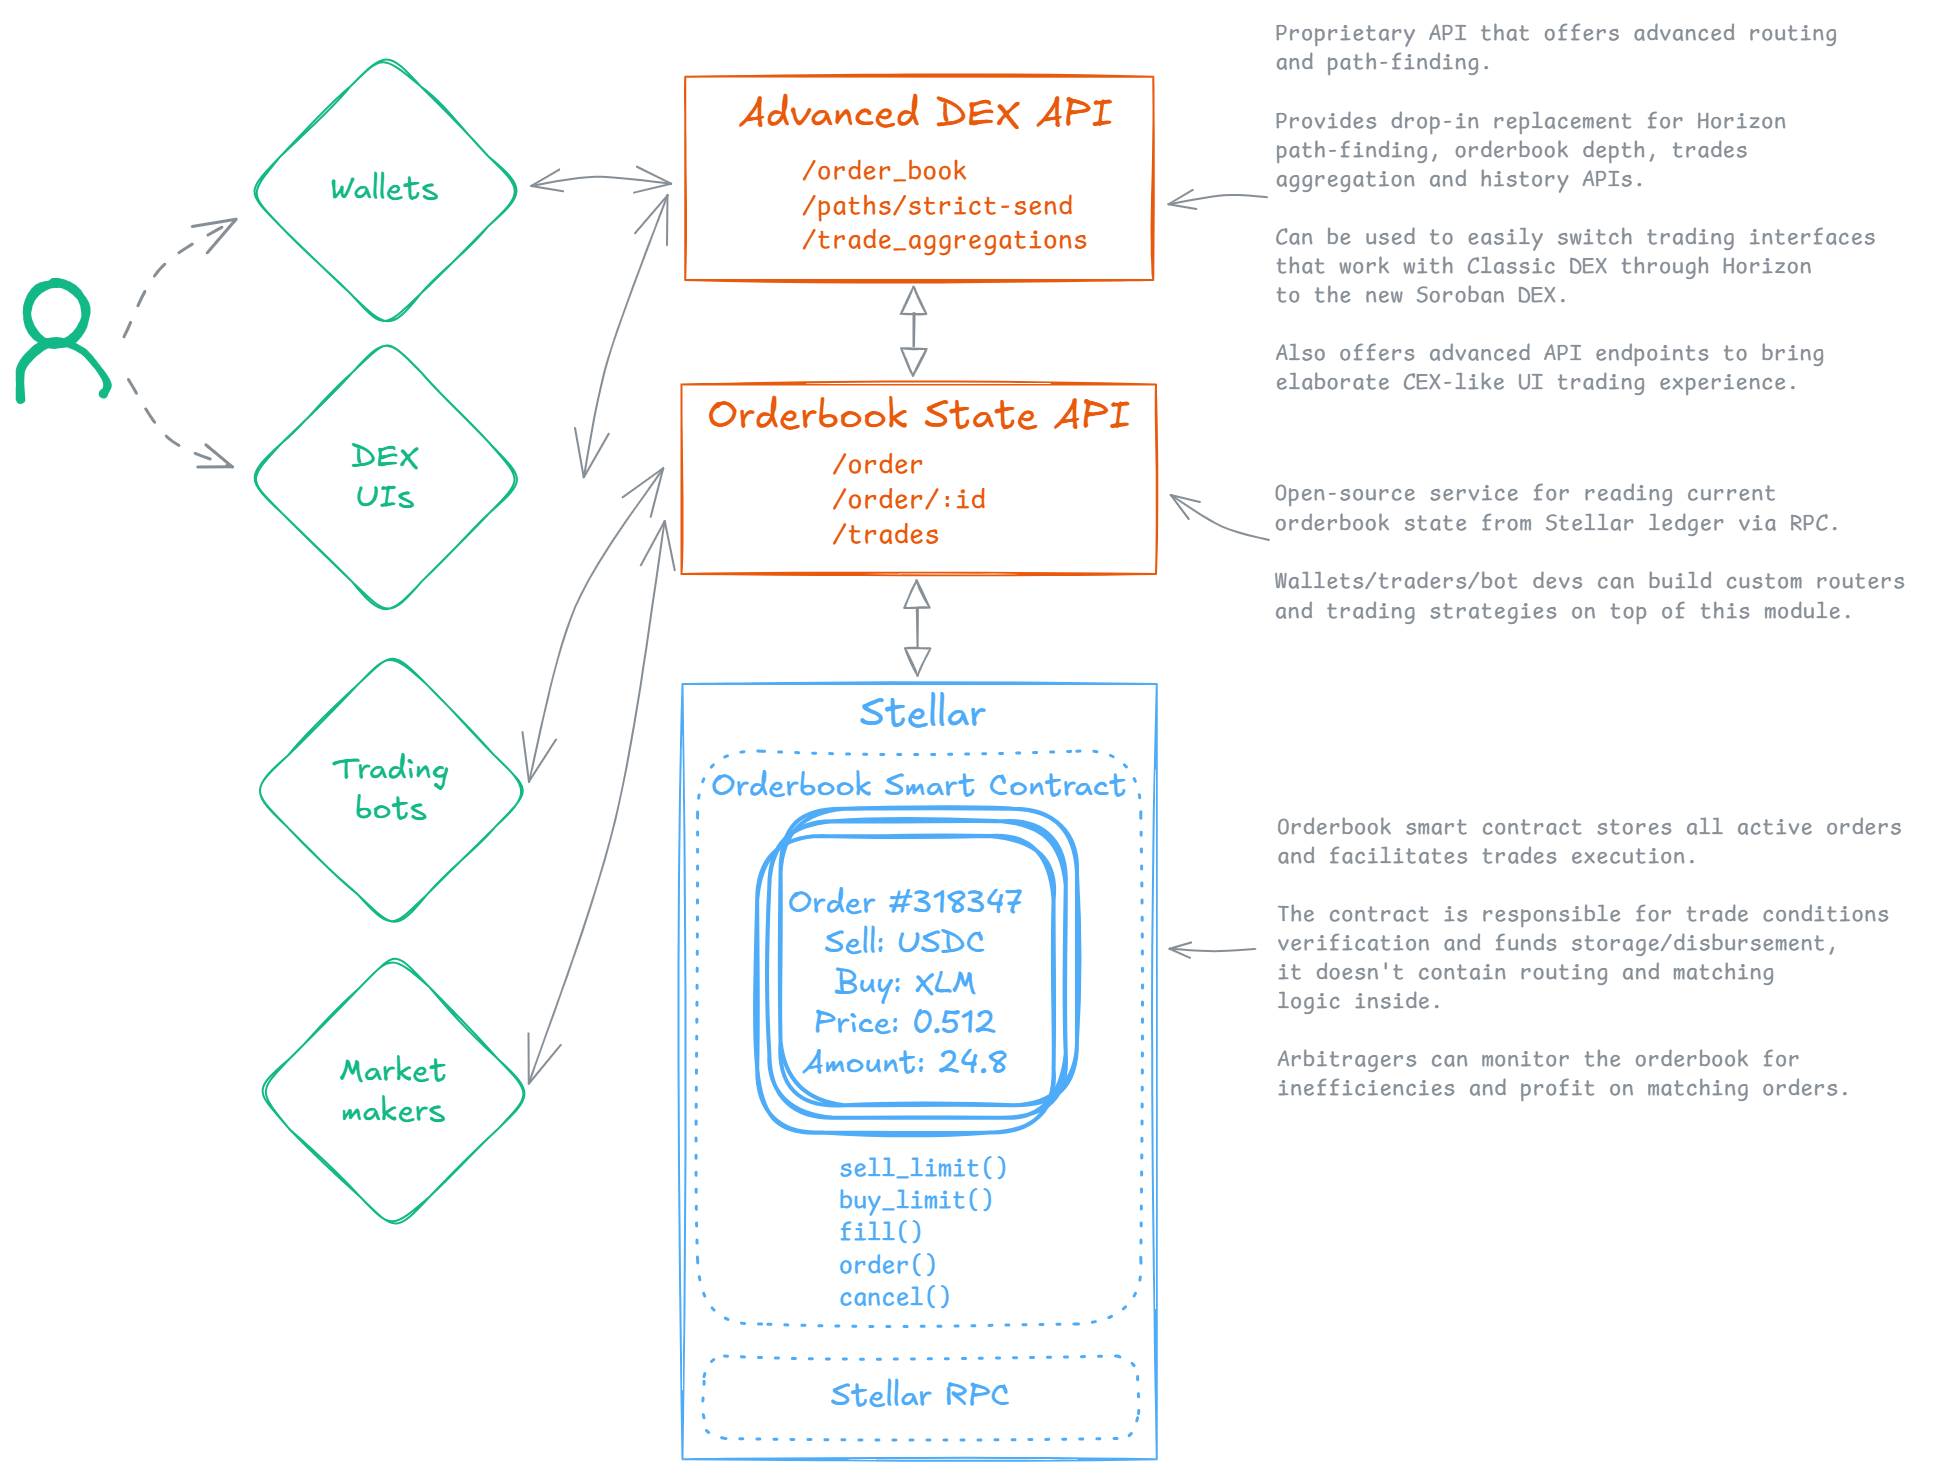 Wallets
DEX
UIs
Trading
bots
Market
makers
Advanced DEX API
/order_book
/paths/strict-send
/trade_aggregations
Orderbook State API
/order
/order/:id
/trades
Stellar
Orderbook Smart Contract
Order #318347
Sell: USDC
Buy: XLM
Price: 0.512
Amount: 24.8
sell_limit()
buy_limit()
fill()
order()
cancel()
Stellar RPC
Proprietary API that offers advanced routing
and path-finding.
Provides drop-in replacement for Horizon
path-finding, orderbook depth, trades
aggregation and history APIs.
Can be used to easily switch trading interfaces
that work with Classic DEX through Horizon
to the new Soroban DEX.
Also offers advanced API endpoints to bring
elaborate CEX-like UI trading experience.
Open-source service for reading current
orderbook state from Stellar ledger via RPC.
Wallets/traders/bot devs can build custom routers
and trading strategies on top of this module.
Orderbook smart contract stores all active orders
and facilitates trades execution.
The contract is responsible for trade conditions
verification and funds storage/disbursement,
it doesn't contain routing and matching
logic inside.
Arbitragers can monitor the orderbook for
inefficiencies and profit on matching orders.